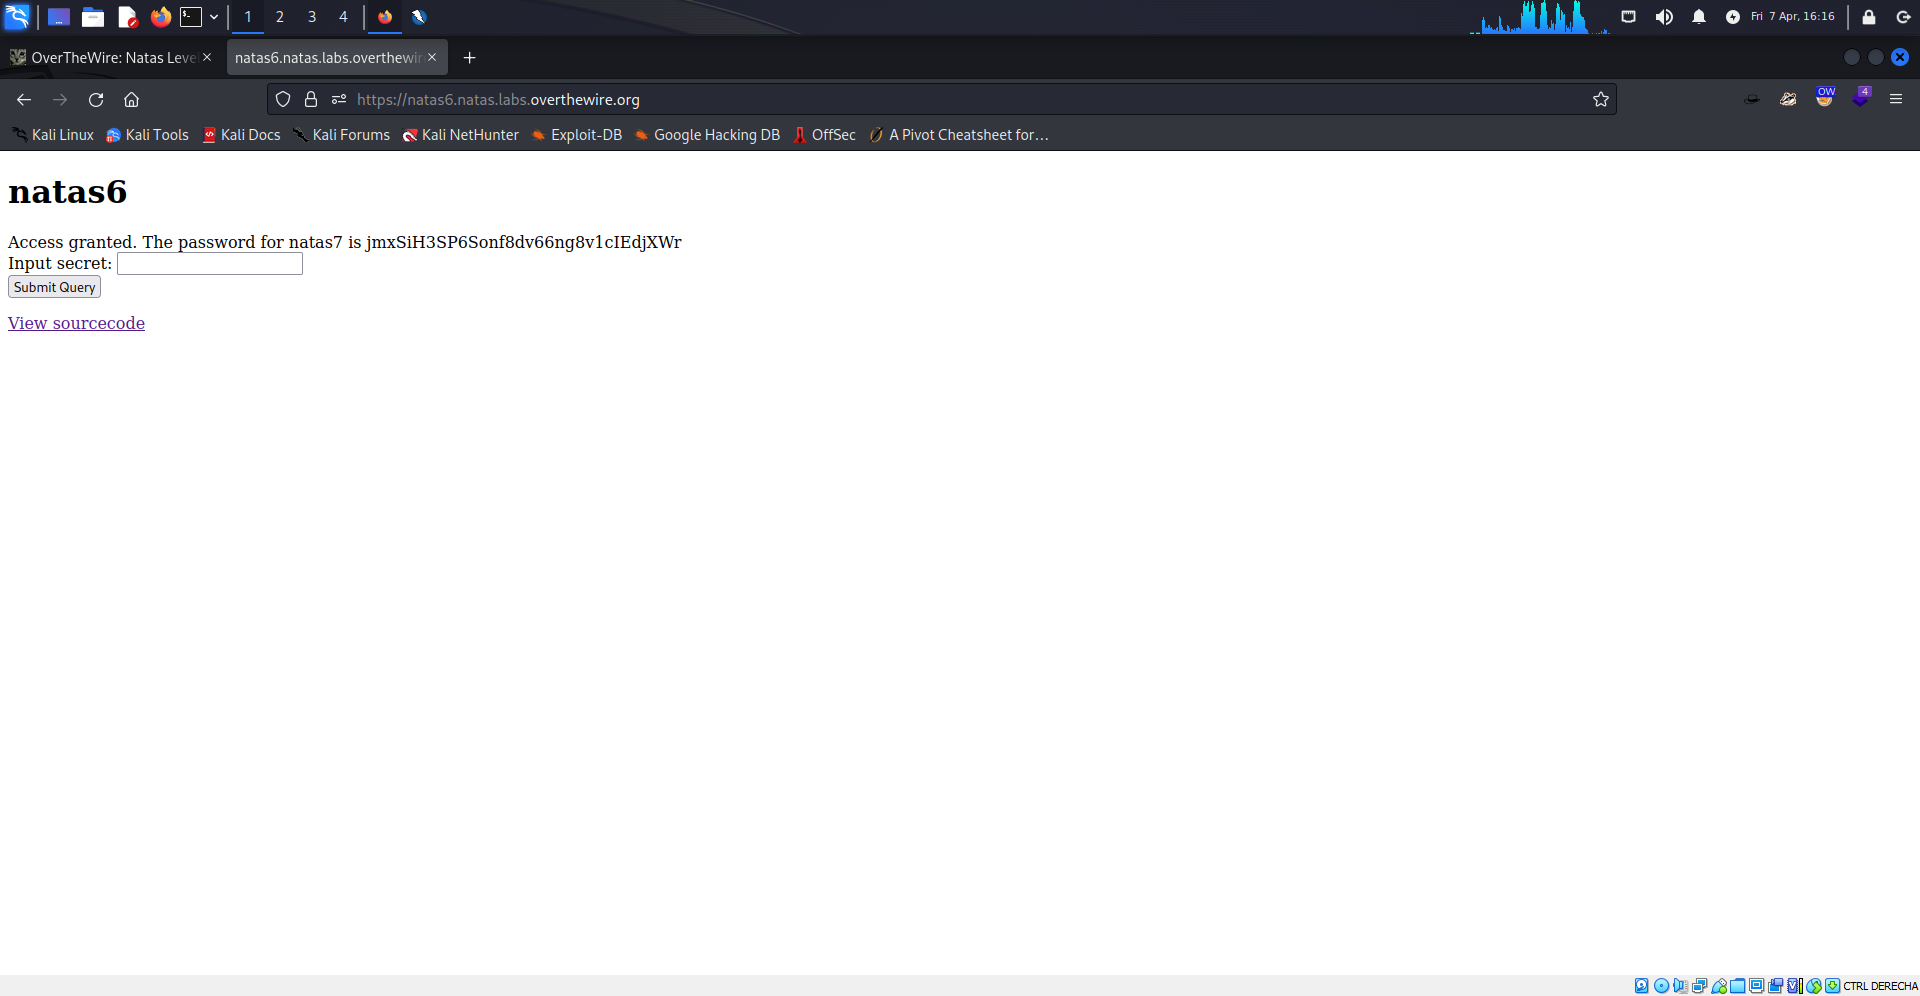 1 2 3 4
Fri 7 Apr, 16:16
OverTheWire: Natas Leve
natas6.natas.labs.overthewir
https://natas6.natas.labs.overthewire.org
OW
4
Kali Linux Kali Tools Kali Docs Kali Forums Kali NetHunter Exploit-DB Google Hacking DB OffSec A Pivot Cheatsheet for…
natas6
Access granted. The password for natas7 is jmxSiH3SP6Sonf8dv66ng8v1cIEdjXWr
Input secret:
Submit Query
View sourcecode
CTRL DERECHA